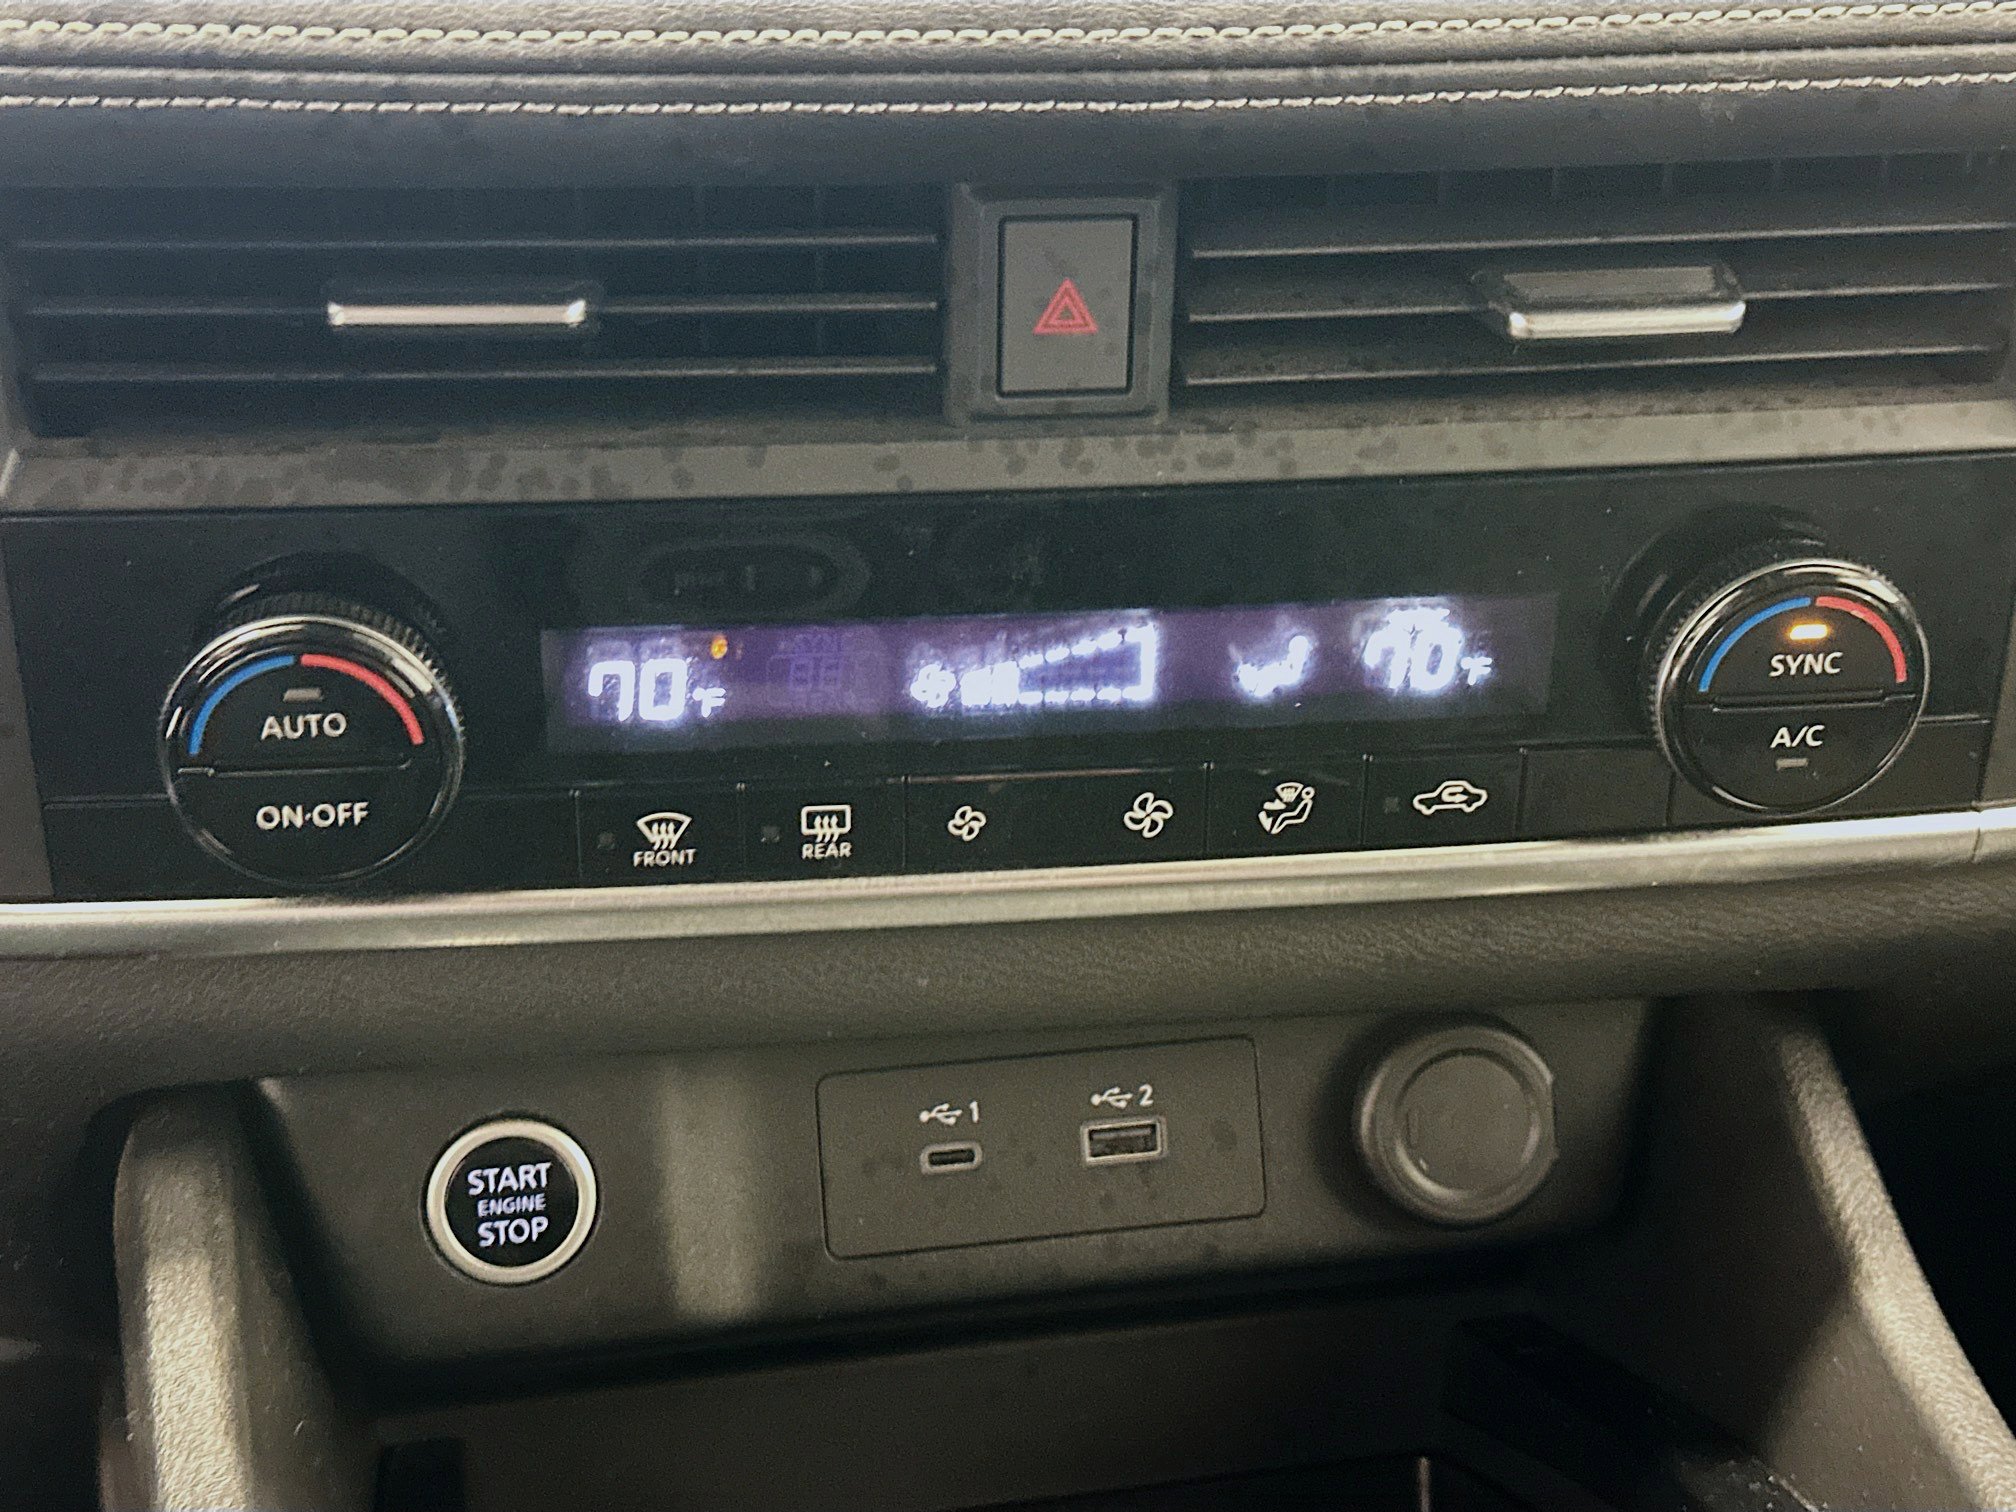 70°F
70°F
AUTO
ON·OFF
SYNC
A/C
FRONT
REAR
START
ENGINE
STOP
1
2